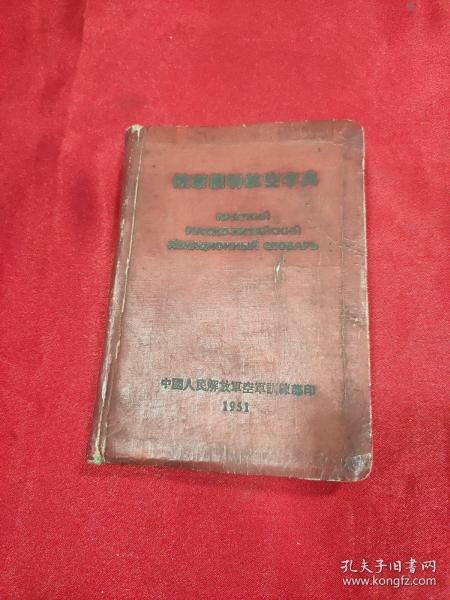 俄華簡明航空字典
КРАТКИЙ
РУССКО-КИТАЙСКИЙ
АВИАЦИОННЫЙ СЛОВАРЬ
中國人民解放軍空軍訓練部印
1951
孔夫子旧书网
www.kongfz.com